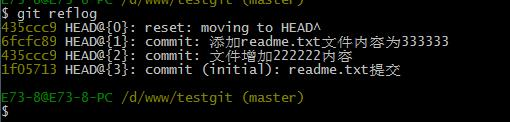 $ git reflog
435ccc9 HEAD@{0}: reset: moving to HEAD^
6fcfc89 HEAD@{1}: commit: 添加readme.txt文件内容为333333
435ccc9 HEAD@{2}: commit: 文件增加222222内容
1f05713 HEAD@{3}: commit (initial): readme.txt提交
E73-8@E73-8-PC /d/www/testgit (master)
$